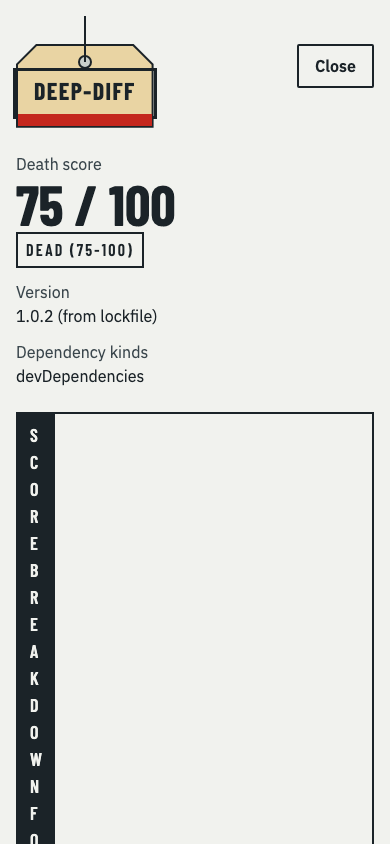 DEEP-DIFF
Close
Death score
75 / 100
DEAD (75-100)
Version
1.0.2 (from lockfile)
Dependency kinds
devDependencies
S
C
O
R
E
B
R
E
A
K
D
O
W
N
F
O